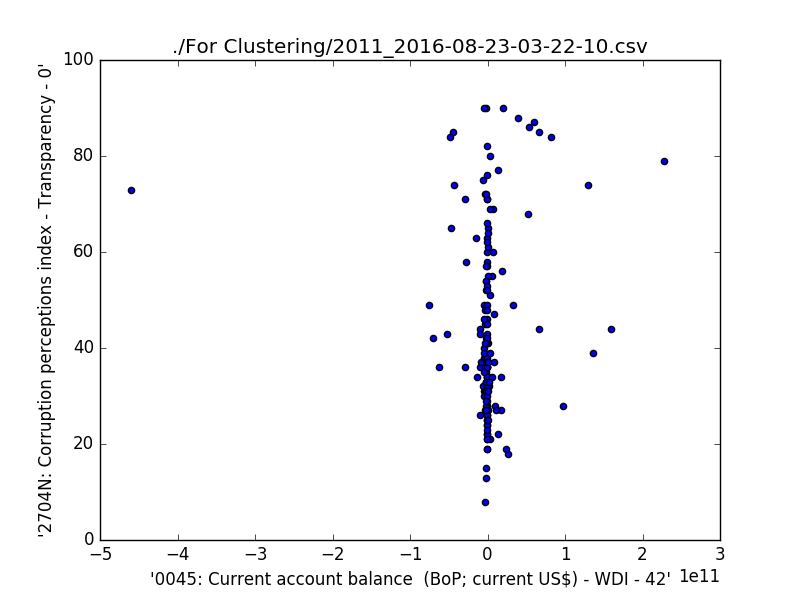 ./For Clustering/2011_2016-08-23-03-22-10.csv
100
80
60
40
20
0
'2704N: Corruption perceptions index - Transparency - 0'
−5 −4 −3 −2 −1 0 1 2 3
1e11
'0045: Current account balance  (BoP; current US$) - WDI - 42'